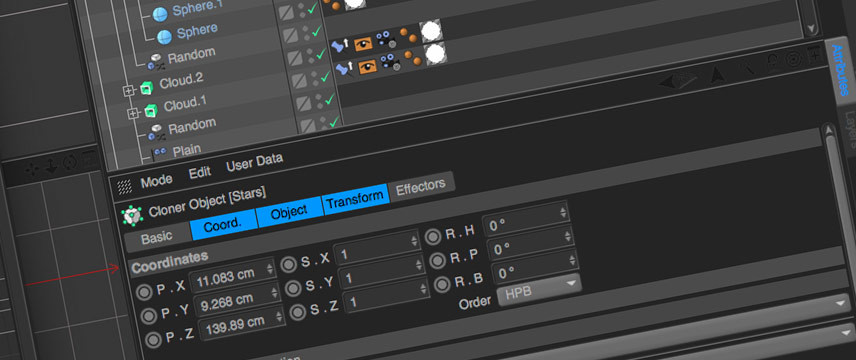 Sphere.1
Sphere
Random
Cloud.2
Cloud.1
Random
Plain
Attributes
Layers
Mode Edit User Data
Cloner Object [Stars]
Basic Coord. Object Transform Effectors
Coordinates
P . X 11.083 cm S . X 1 R . H 0 °
P . Y 9.268 cm S . Y 1 R . P 0 °
P . Z 139.89 cm S . Z 1 R . B 0 °
Order HPB